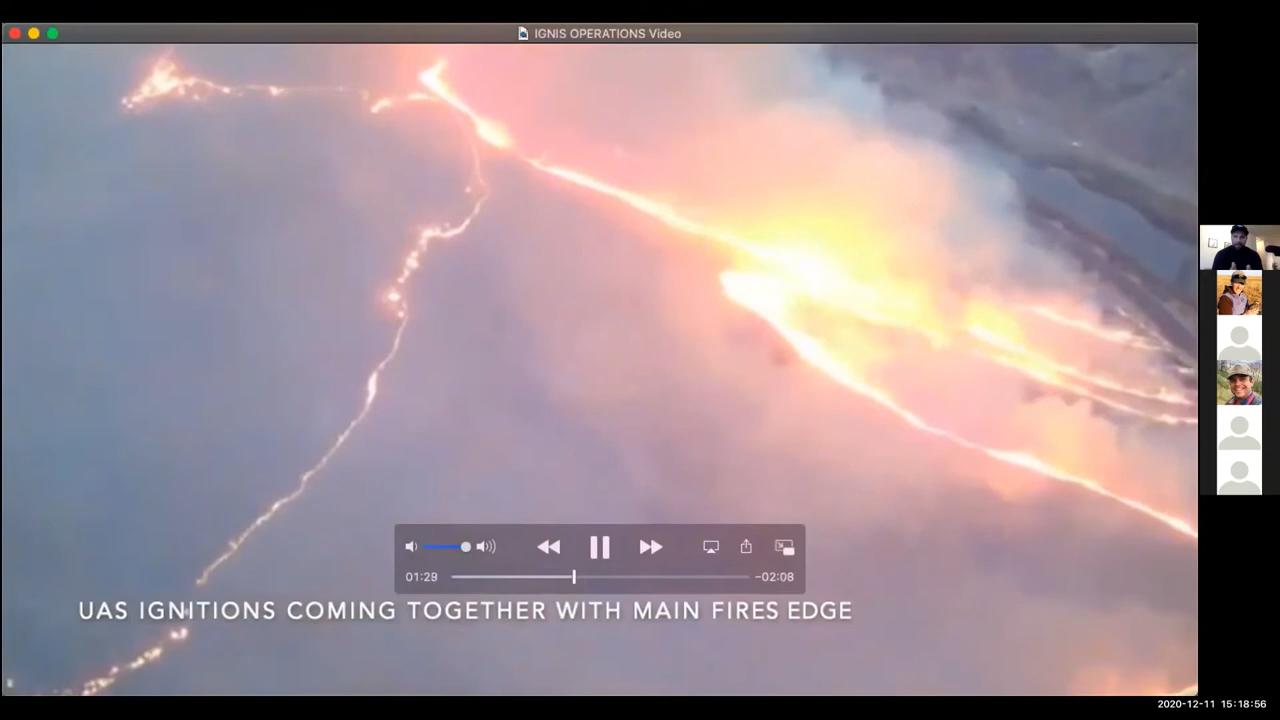 IGNIS OPERATIONS Video
01:29
-02:08
UAS IGNITIONS COMING TOGETHER WITH MAIN FIRES EDGE
2020-12-11 15:18:56